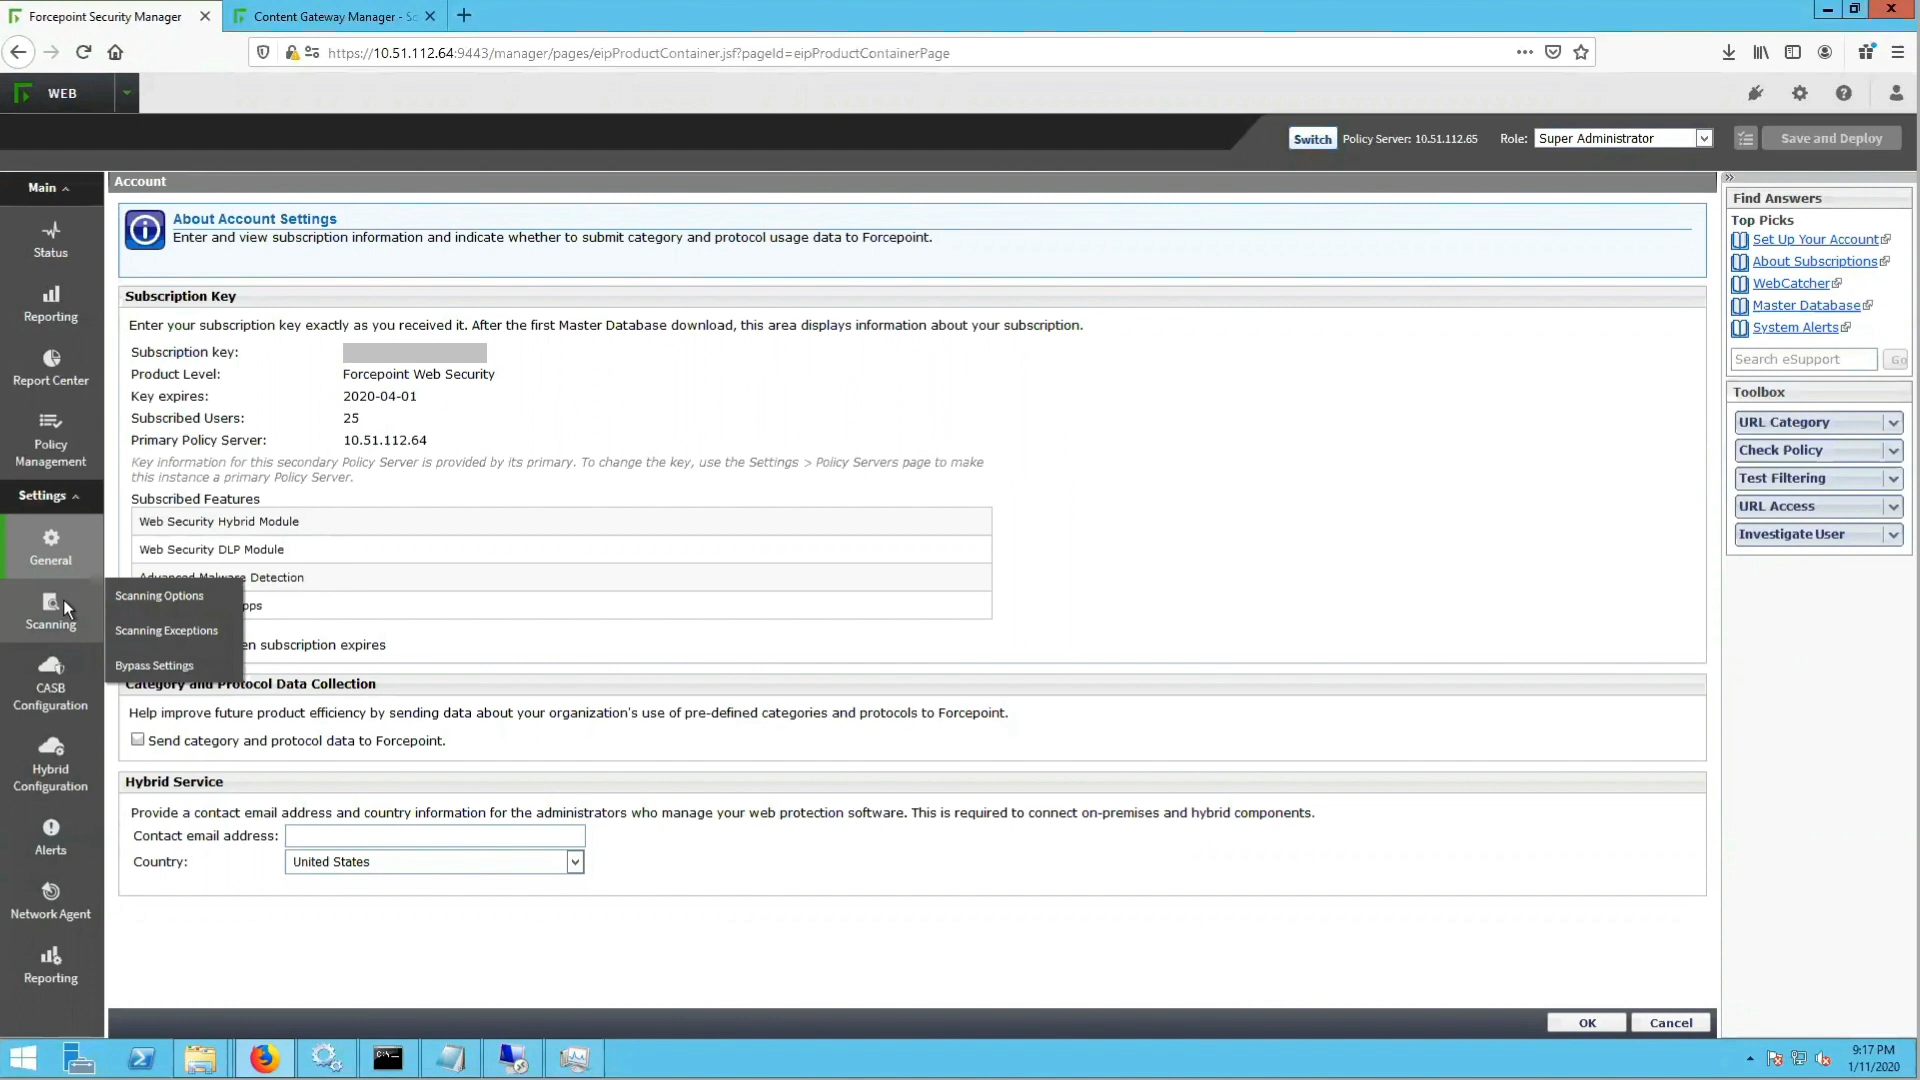 Forcepoint Security Manager
Content Gateway Manager - Sc
https://10.51.112.64:9443/manager/pages/eipProductContainer.jsf?pageId=eipProductContainerPage
WEB
Switch Policy Server: 10.51.112.65 Role: Super Administrator Save and Deploy
Main
Status
Reporting
Report Center
Policy
Management
Settings
General
Scanning
CASB
Configuration
Hybrid
Configuration
Alerts
Network Agent
Reporting
Scanning Options
Scanning Exceptions
Bypass Settings
Account
About Account Settings
Enter and view subscription information and indicate whether to submit category and protocol usage data to Forcepoint.
Subscription Key
Enter your subscription key exactly as you received it. After the first Master Database download, this area displays information about your subscription.
Subscription key:
Product Level: Forcepoint Web Security
Key expires: 2020-04-01
Subscribed Users: 25
Primary Policy Server: 10.51.112.64
Key information for this secondary Policy Server is provided by its primary. To change the key, use the Settings > Policy Servers page to make
this instance a primary Policy Server.
Subscribed Features
Web Security Hybrid Module
Web Security DLP Module
Advanced Malware Detection
pps
en subscription expires
Category and Protocol Data Collection
Help improve future product efficiency by sending data about your organization's use of pre-defined categories and protocols to Forcepoint.
Send category and protocol data to Forcepoint.
Hybrid Service
Provide a contact email address and country information for the administrators who manage your web protection software. This is required to connect on-premises and hybrid components.
Contact email address:
Country: United States
OK Cancel
Find Answers
Top Picks
Set Up Your Account
About Subscriptions
WebCatcher
Master Database
System Alerts
Search eSupport Go
Toolbox
URL Category
Check Policy
Test Filtering
URL Access
Investigate User
9:17 PM
1/11/2020